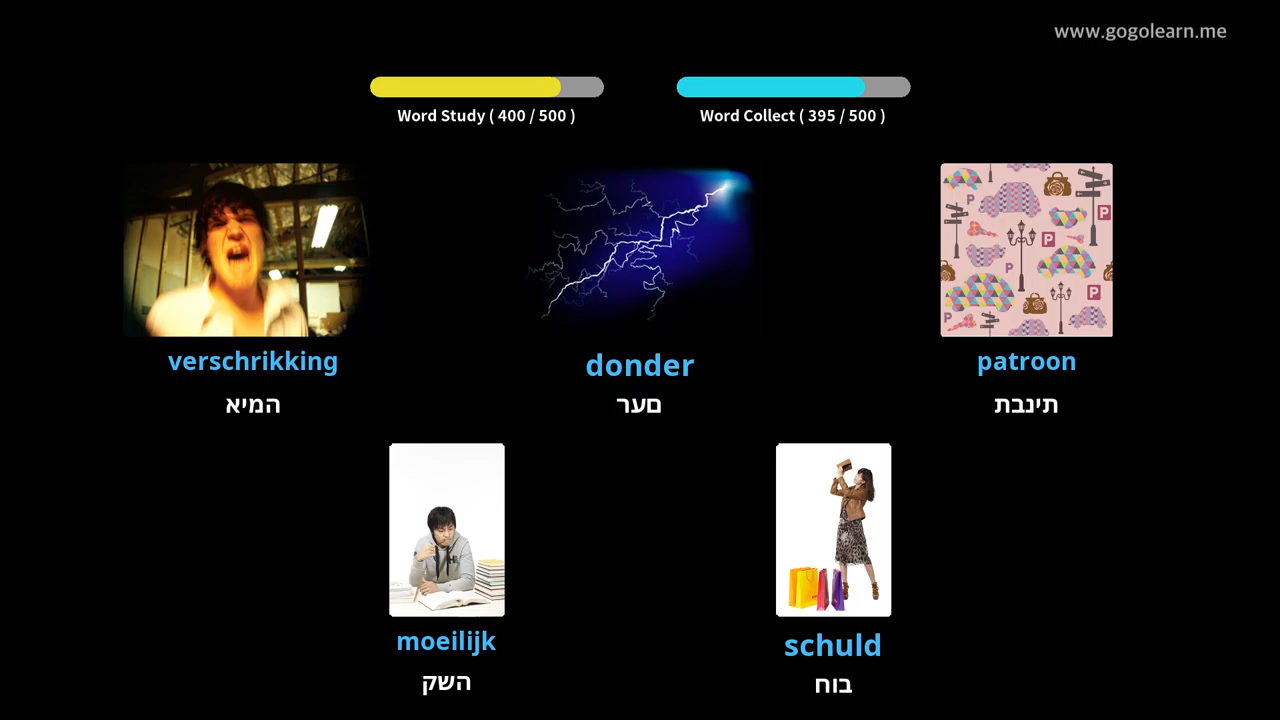 www.gogolearn.me
Word Study ( 400 / 500 )
Word Collect ( 395 / 500 )
verschrikking
המיא
donder
םער
patroon
תינבת
moeilijk
השק
schuld
בוח